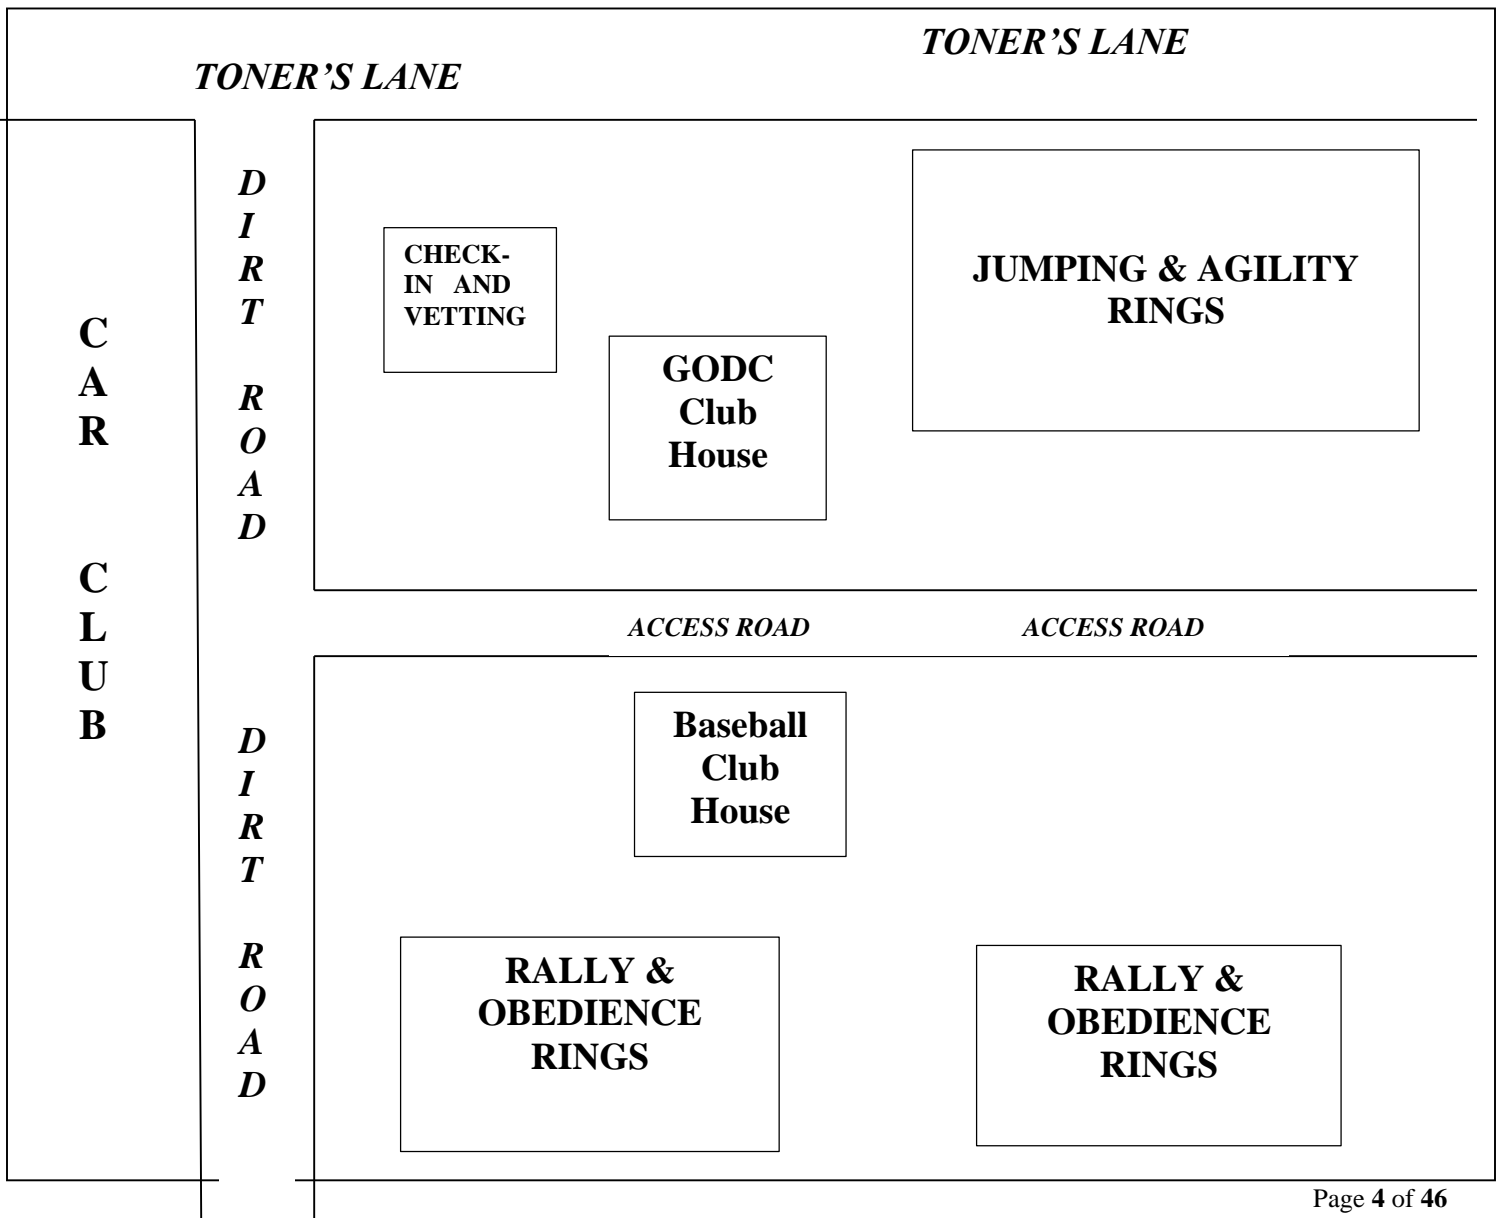 TONER’S LANE
TONER’S LANE
D
I
R
T
R
O
A
D
CHECK-
IN AND
VETTING
JUMPING & AGILITY
RINGS
C
A
R
C
L
U
B
GODC
Club
House
ACCESS ROAD
ACCESS ROAD
D
I
R
T
R
O
A
D
Baseball
Club
House
RALLY &
OBEDIENCE
RINGS
RALLY &
OBEDIENCE
RINGS
Page 4 of 46